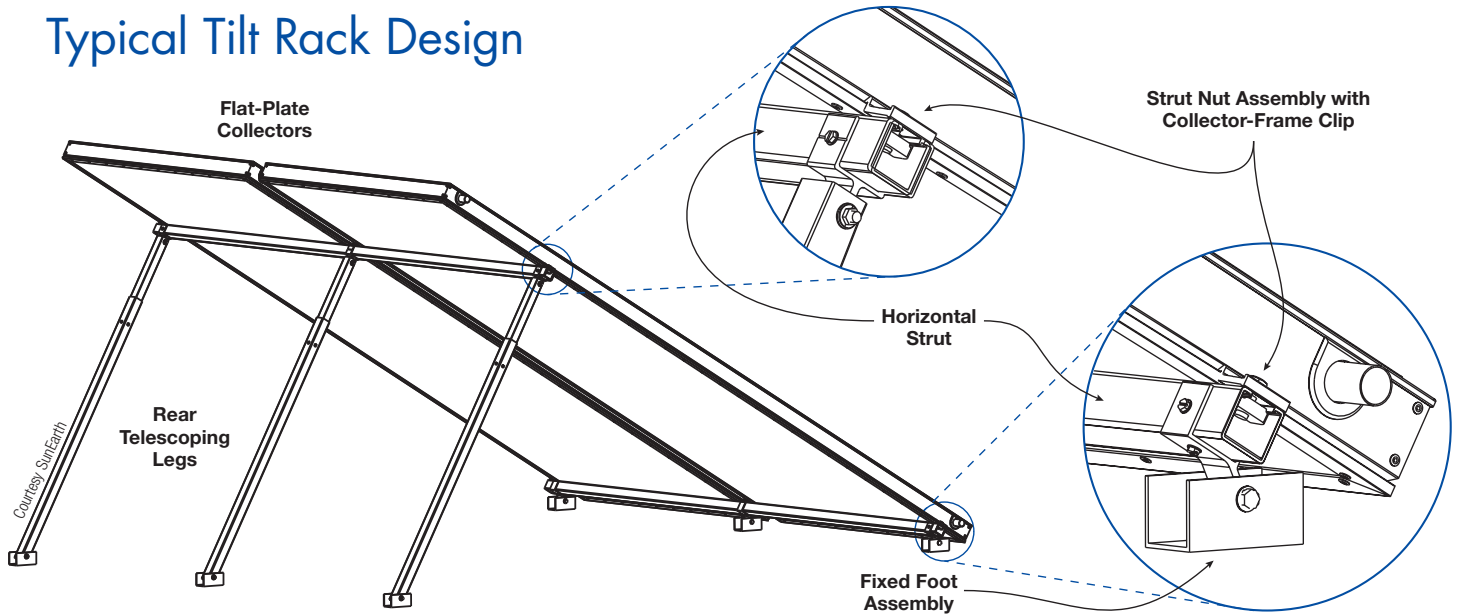 Typical Tilt Rack Design
Flat-Plate
Collectors
Strut Nut Assembly with
Collector-Frame Clip
Horizontal
Strut
Rear
Telescoping
Legs
Courtesy SunEarth
Fixed Foot
Assembly